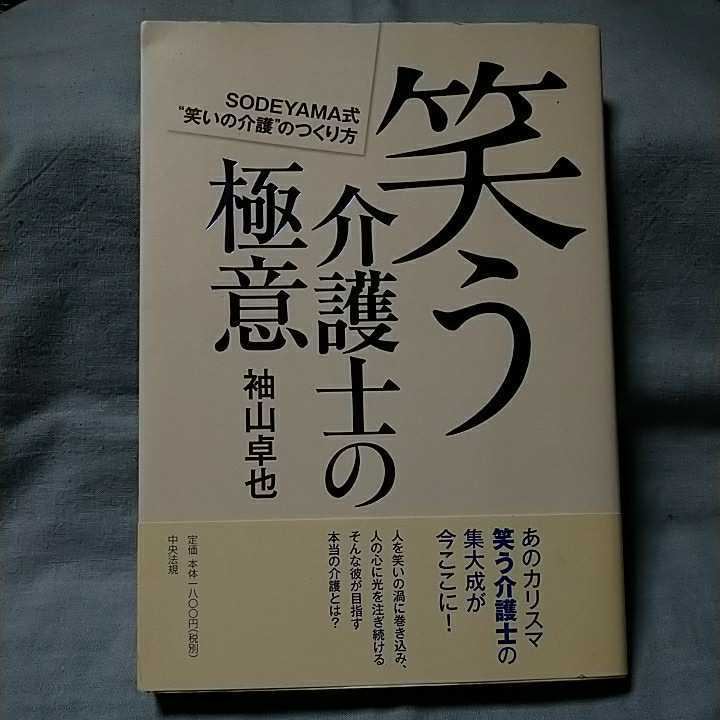 SODEYAMA式
“笑いの介護”のつくり方
笑う
介護士の
極意
袖山卓也
あのカリスマ
笑う介護士の
集大成が
今ここに！
人を笑いの渦に巻き込み、
人の心に光を注ぎ続ける
そんな彼が目指す
本当の介護とは？
定価 本体一八〇〇円（税別）
中央法規